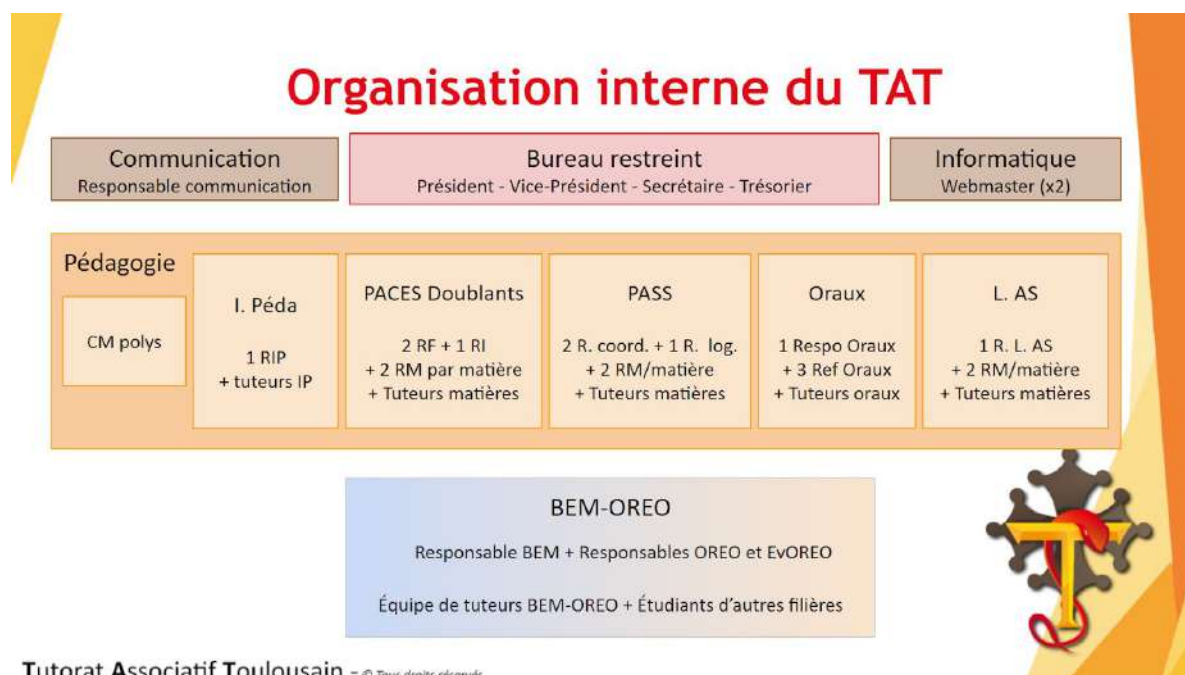 Organisation interne du TAT
Communication
Responsable communication
Bureau restreint
Président - Vice-Président - Secrétaire - Trésorier
Informatique
Webmaster (x2)
Pédagogie
CM polys
I. Péda
1 RIP
+ tuteurs IP
PACES Doublants
2 RF + 1 RI
+ 2 RM par matière
+ Tuteurs matières
PASS
2 R. coord. + 1 R. log.
+ 2 RM/matière
+ Tuteurs matières
Oraux
1 Respo Oraux
+ 3 Ref Oraux
+ Tuteurs oraux
L. AS
1 R. L. AS
+ 2 RM/matière
+ Tuteurs matières
BEM-OREO
Responsable BEM + Responsables OREO et EvOREO
Équipe de tuteurs BEM-OREO + Étudiants d'autres filières
Tutorat Associatif Toulousain - © Tous droits réservés